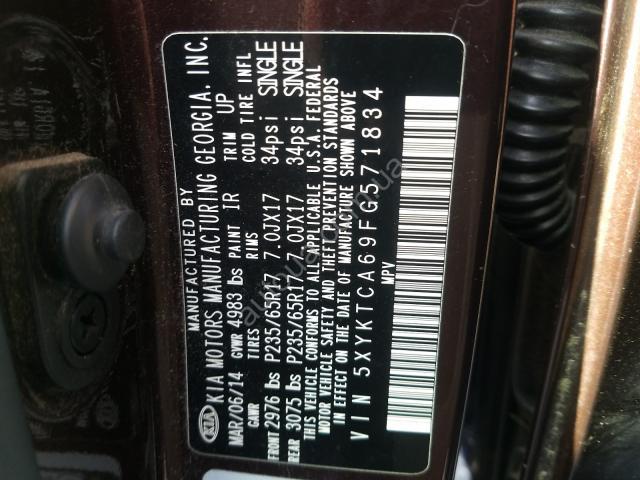 MANUFACTURED BY
KIA KIA MOTORS MANUFACTURING GEORGIA, INC.
MAR/06/14 GVWR 4983 lbs PAINT IR TRIM UP
GAWR TIRES RIMS COLD TIRE INFL
FRONT 2976 lbs P235/65R17 7.0JX17 34psi SINGLE
REAR 3075 lbs P235/65R17 7.0JX17 34psi SINGLE
THIS VEHICLE CONFORMS TO ALL APPLICABLE U.S.A. FEDERAL
MOTOR VEHICLE SAFETY AND THEFT PREVENTION STANDARDS
IN EFFECT ON THE DATE OF MANUFACTURE SHOWN ABOVE
VIN 5XYKTCA69FG571834
MPV